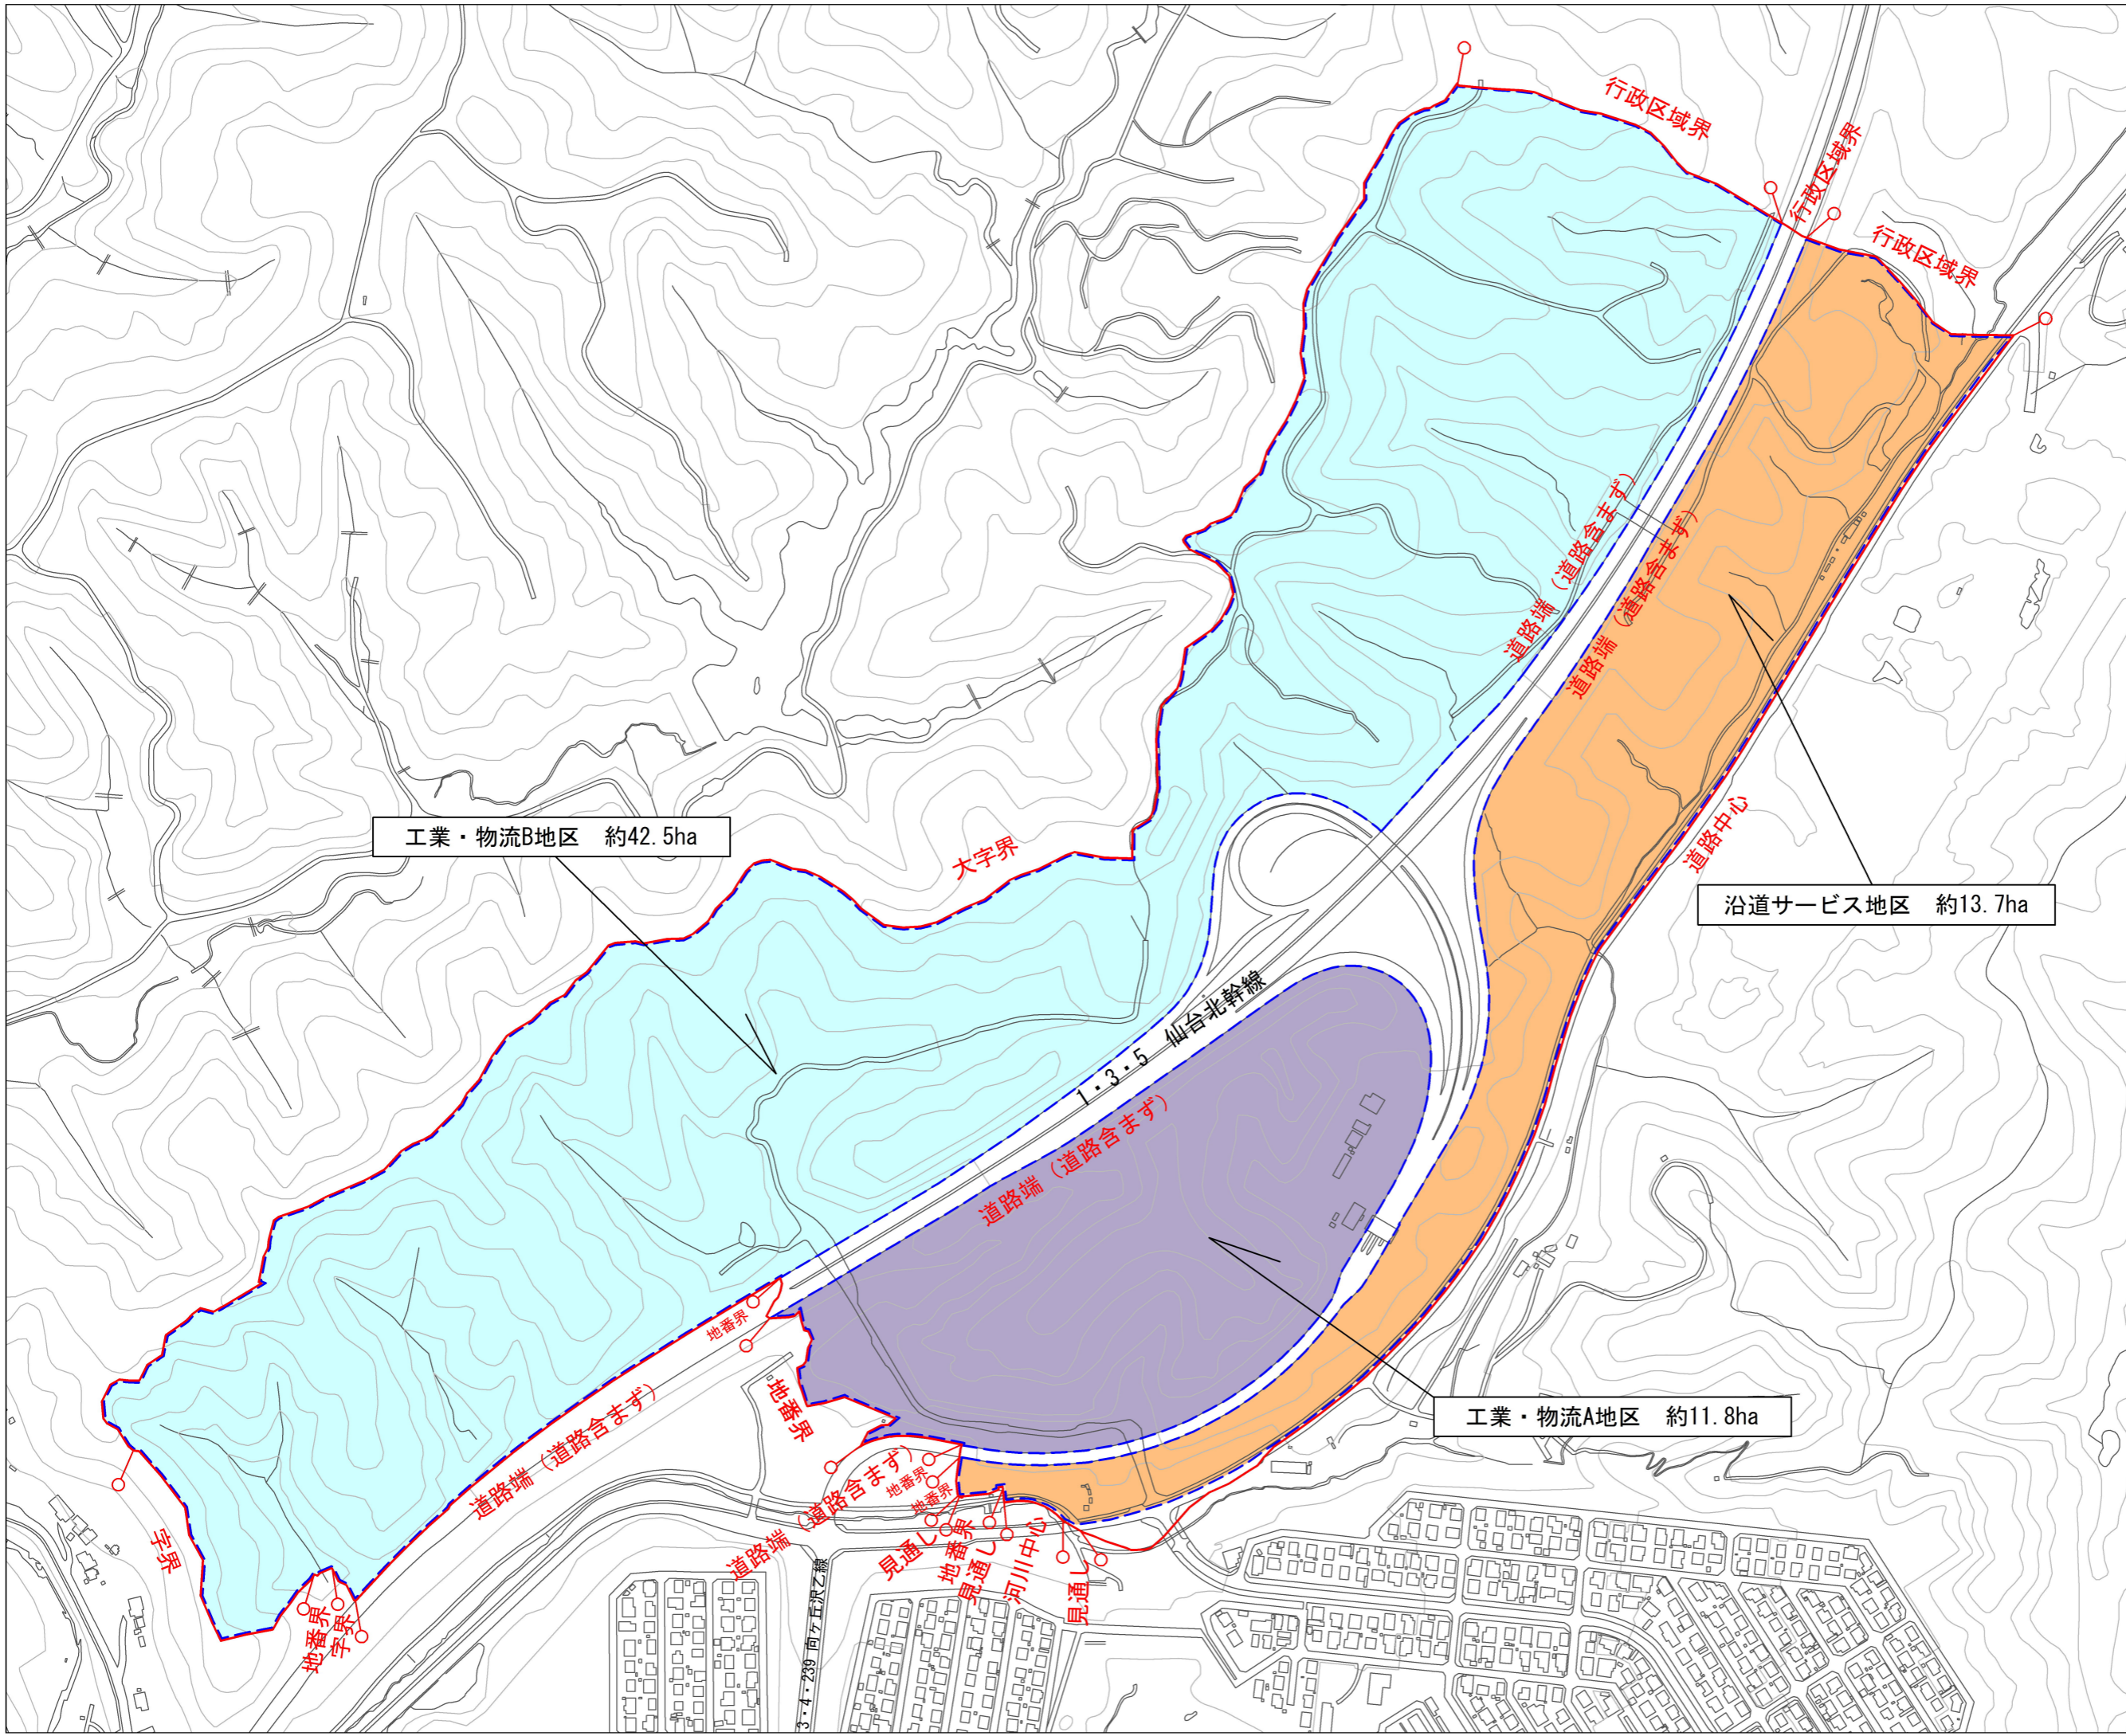 行政区域界
行政区域界
行政区域界
道路端（道路含まず）
道路端（道路含まず）
道路中心
工業・物流B地区　約42.5ha
大字界
沿道サービス地区　約13.7ha
1・3・5　仙台北幹線
道路端（道路含まず）
地番界
地番界
工業・物流A地区　約11.8ha
道路端（道路含まず）
道路端（道路含まず）
地番界
地番界
見通し
地番界
見通し
河川中心
見通し
字界
地番界
字界
3・4・239 向ケ丘沢乙線